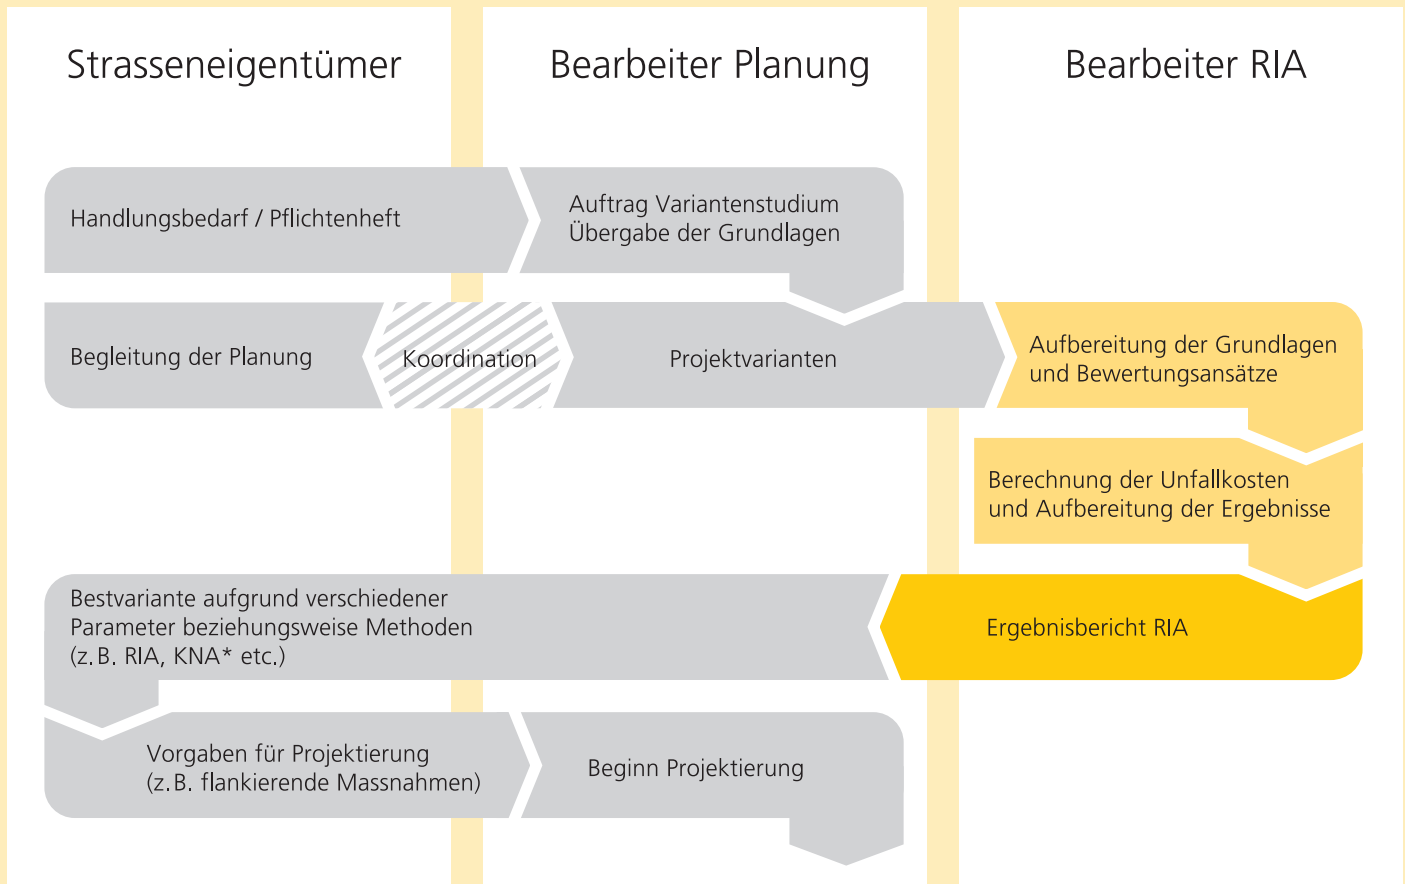 Strasseneigentümer
Bearbeiter Planung
Bearbeiter RIA
Handlungsbedarf / Pflichtenheft
Auftrag Variantenstudium
Übergabe der Grundlagen
Begleitung der Planung
Koordination
Projektvarianten
Aufbereitung der Grundlagen
und Bewertungsansätze
Berechnung der Unfallkosten
und Aufbereitung der Ergebnisse
Bestvariante aufgrund verschiedener
Parameter beziehungsweise Methoden
(z. B. RIA, KNA* etc.)
Ergebnisbericht RIA
Vorgaben für Projektierung
(z. B. flankierende Massnahmen)
Beginn Projektierung